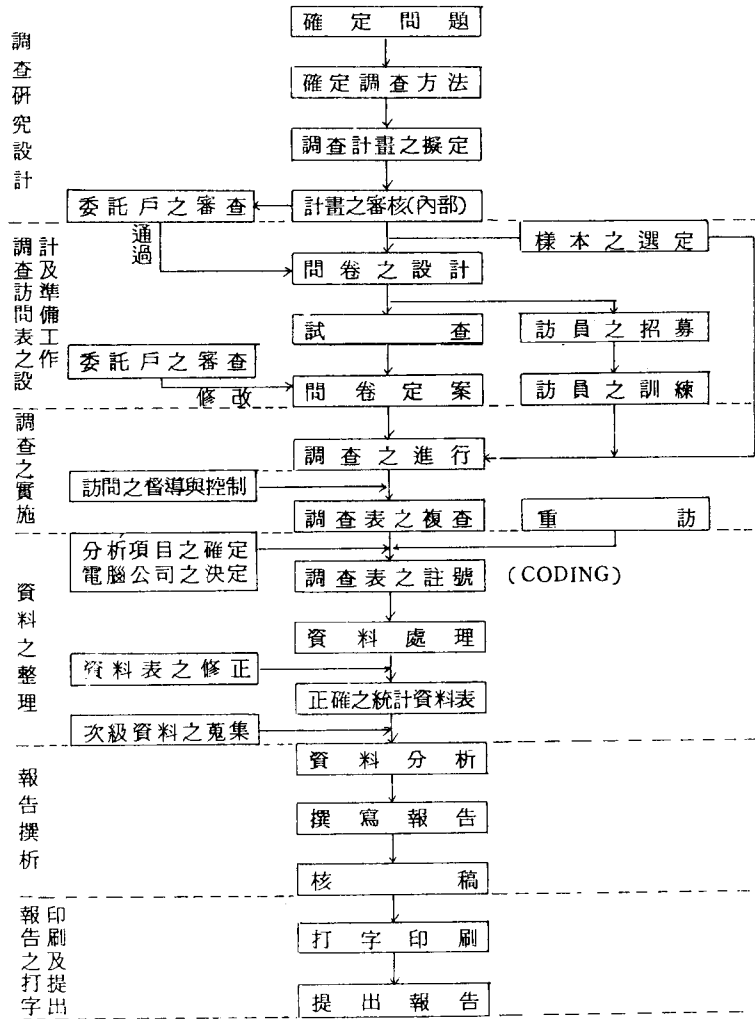 調查研究設計
確定問題
確定調查方法
調查計畫之擬定
委託戶之審查
計畫之審核(內部)
調查訪問表之設
計及準備工作
通過
樣本之選定
問卷之設計
試查
訪員之招募
委託戶之審查
修改
問卷定案
訪員之訓練
調查之實施
調查之進行
訪問之督導與控制
調查表之複查
重訪
資料之整理
分析項目之確定
電腦公司之決定
調查表之註號
(CODING)
資料處理
資料表之修正
正確之統計資料表
次級資料之蒐集
報告撰析
資料分析
撰寫報告
核稿
報告之打字
印刷及提出
打字印刷
提出報告